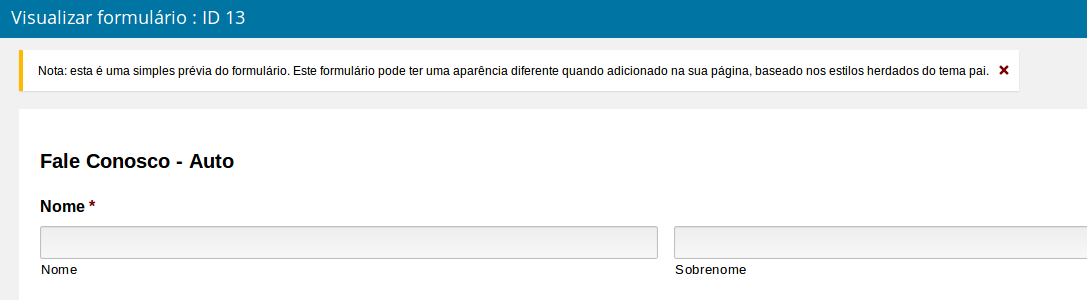 Visualizar formulário : ID 13
Nota: esta é uma simples prévia do formulário. Este formulário pode ter uma aparência diferente quando adicionado na sua página, baseado nos estilos herdados do tema pai.
Fale Conosco - Auto
Nome *
Nome
Sobrenome